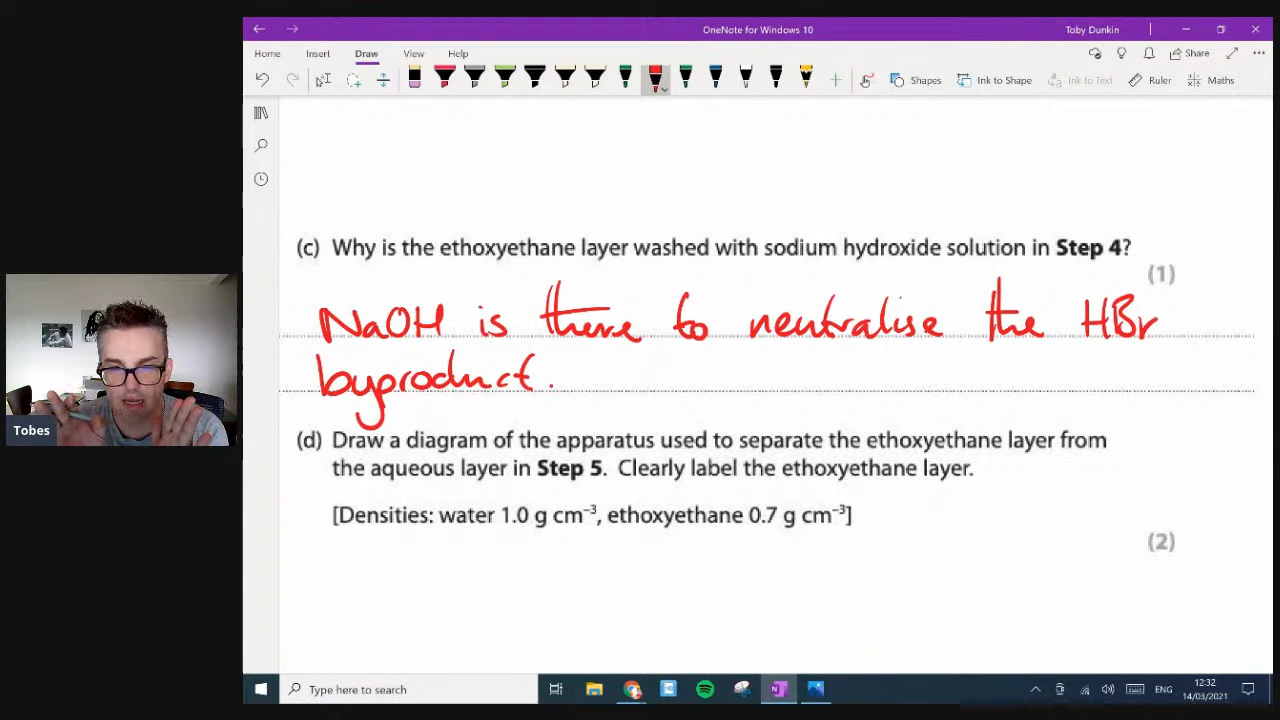 OneNote for Windows 10
Toby Dunkin
Home Insert Draw View Help
Share
Shapes Ink to Shape Ink to Text Ruler Maths
(c) Why is the ethoxyethane layer washed with sodium hydroxide solution in Step 4?
(1)
NaOH is there to neutralise the HBr
byproduct.
(d) Draw a diagram of the apparatus used to separate the ethoxyethane layer from
the aqueous layer in Step 5. Clearly label the ethoxyethane layer.
[Densities: water 1.0 g cm⁻³, ethoxyethane 0.7 g cm⁻³]
(2)
Tobes
Type here to search
ENG
12:32
14/03/2021